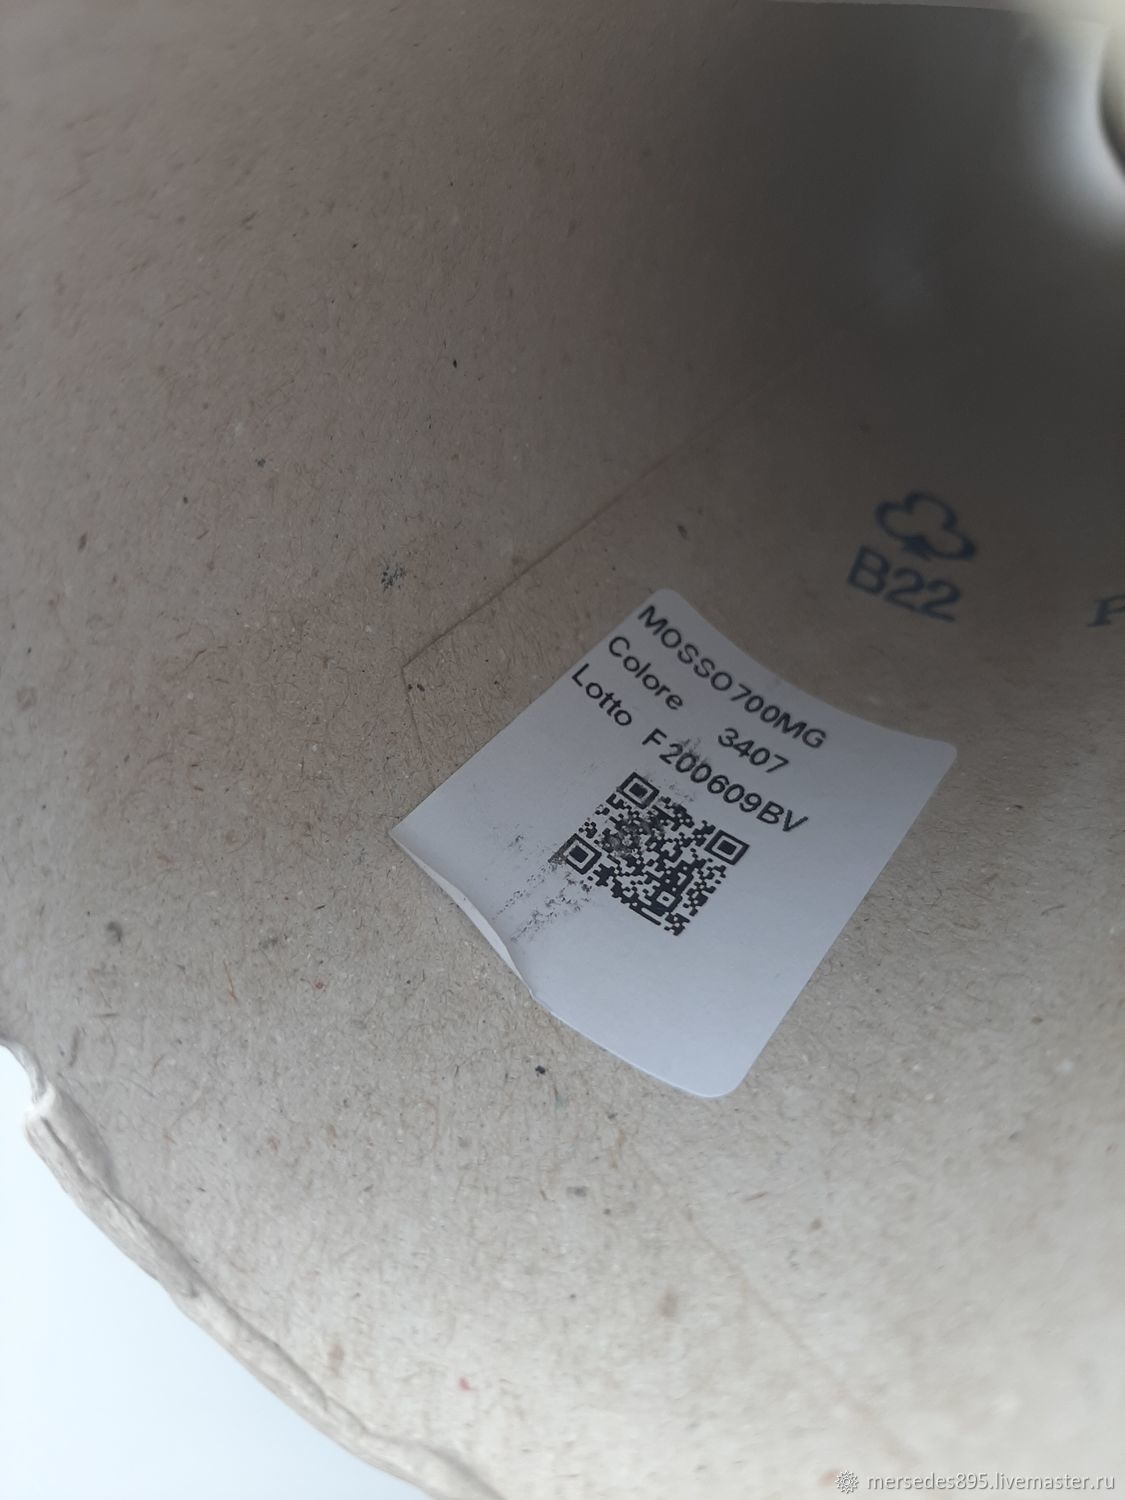 B22
MOSSO700MG
Colore 3407
Lotto F200609BV
mersedes895.livemaster.ru